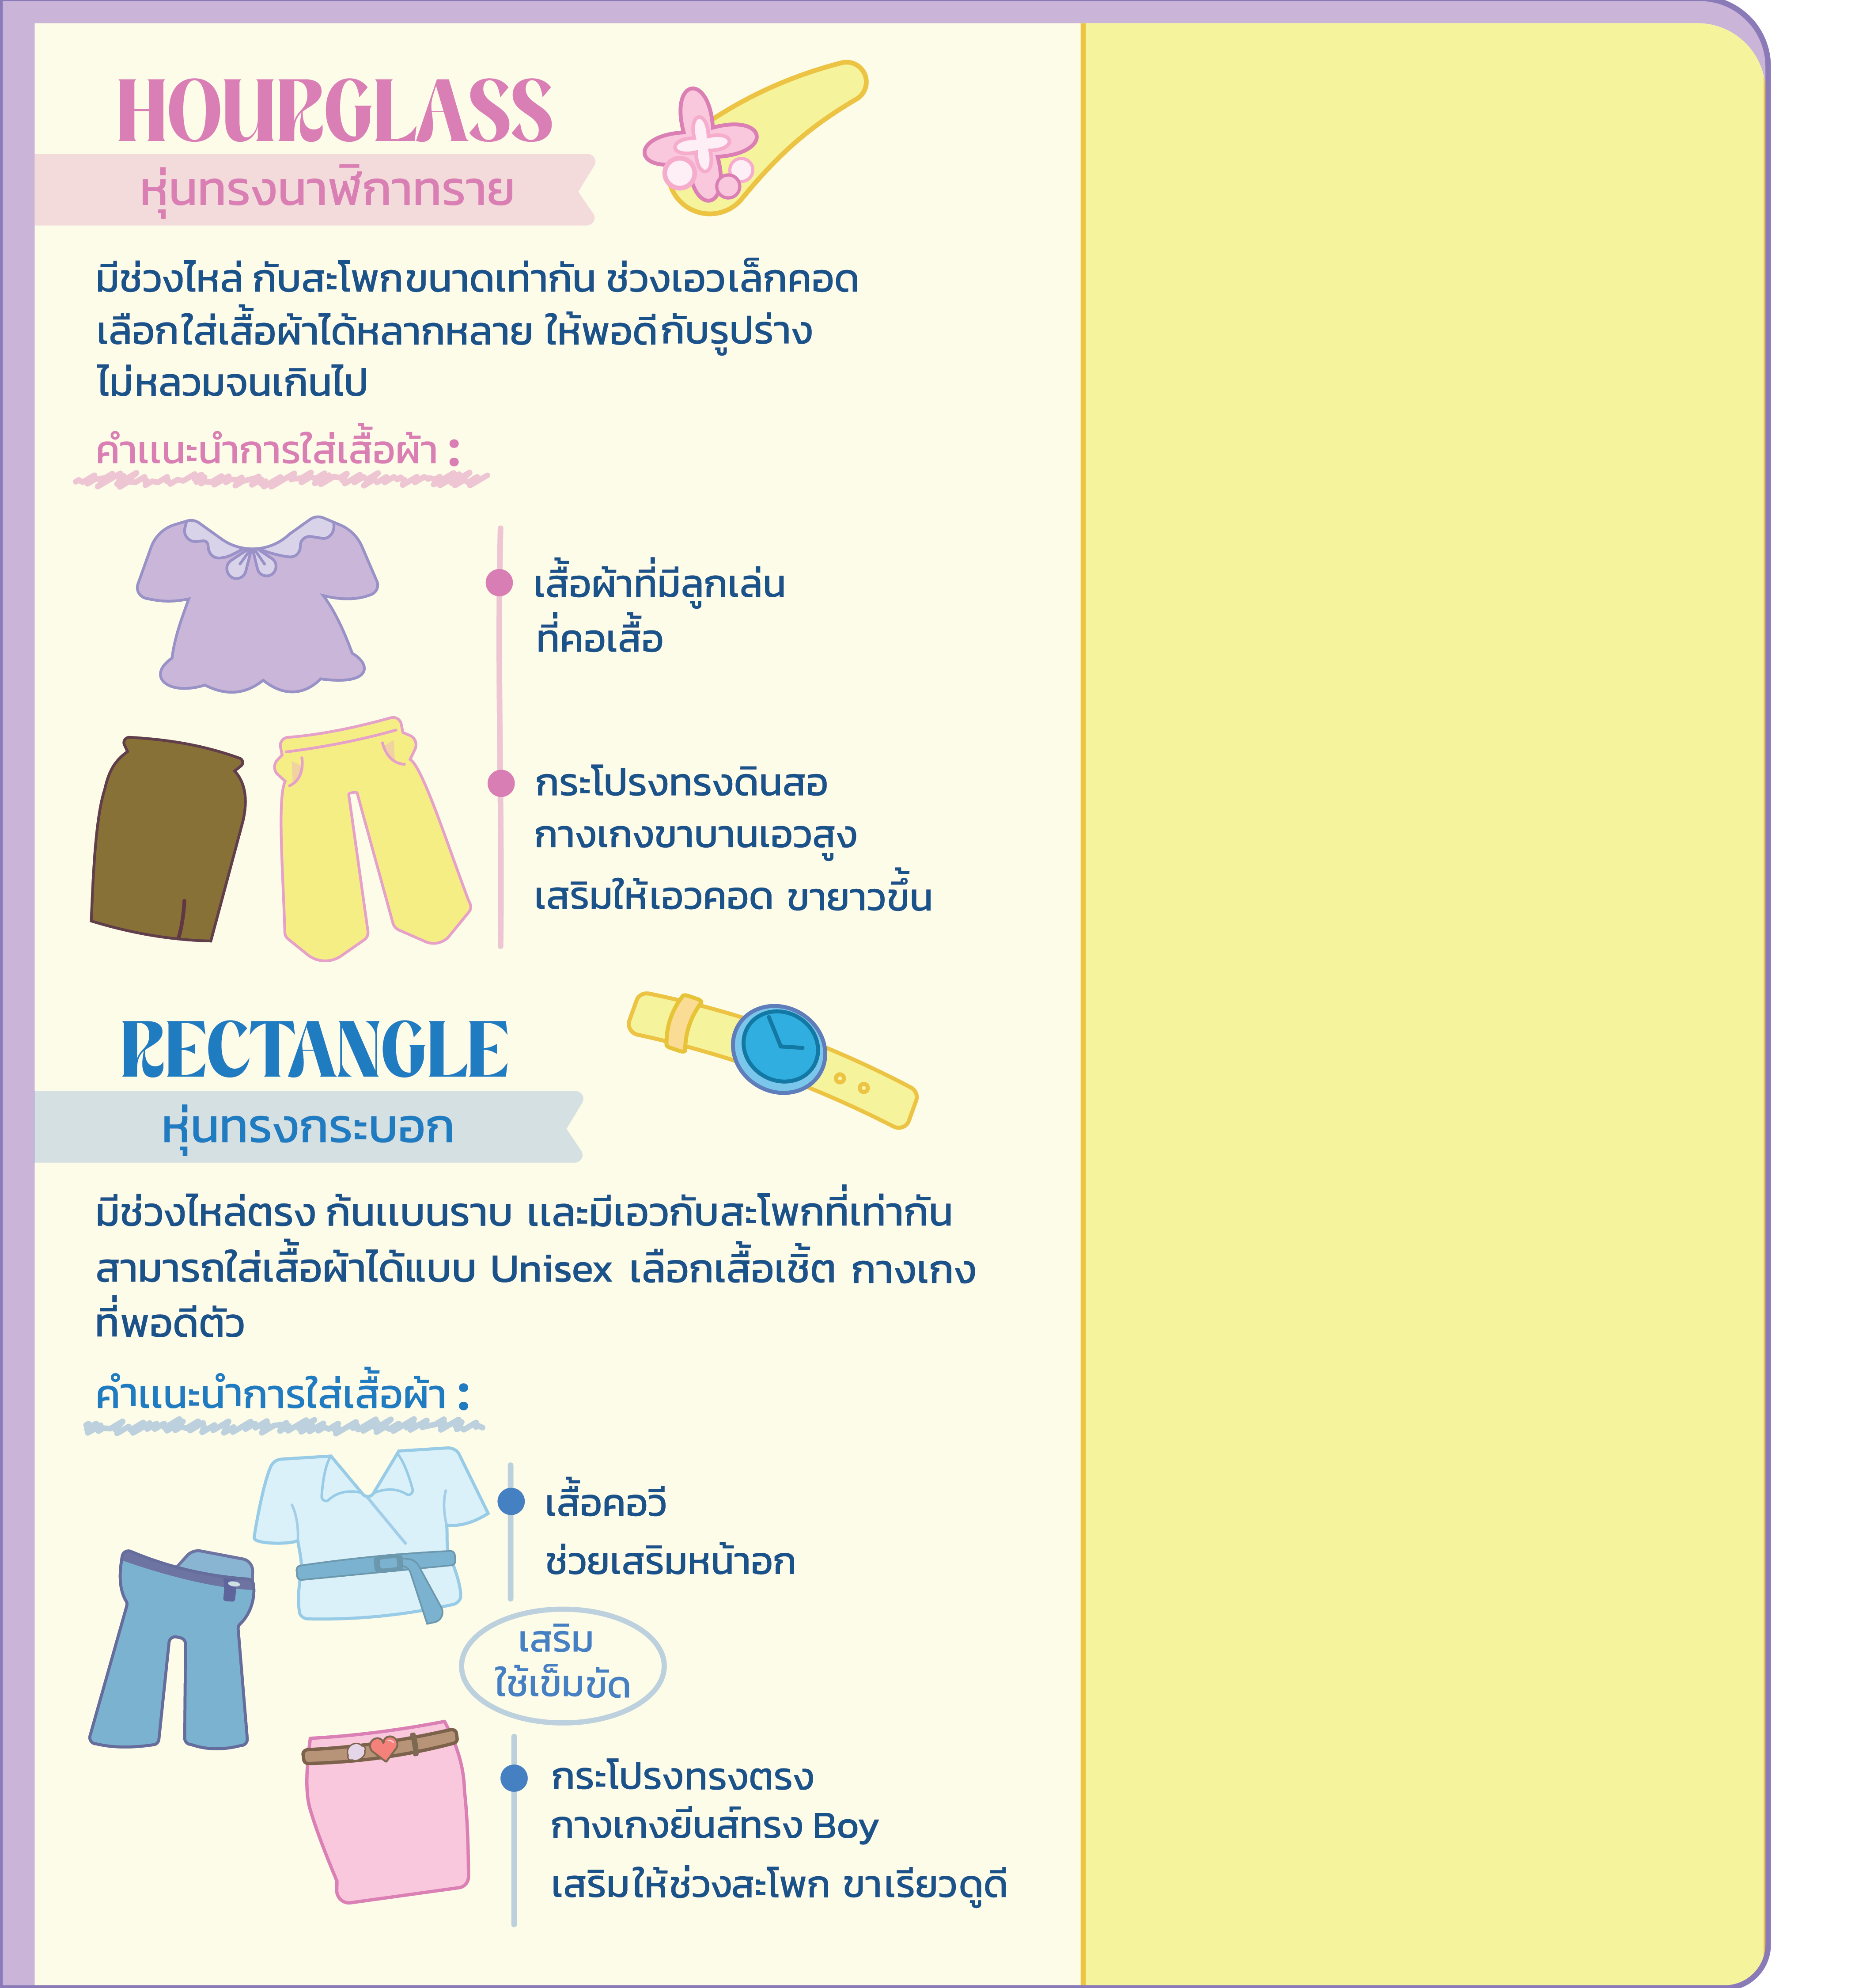 HOURGLASS
หุ่นทรงนาฬิกาทราย
มีช่วงไหล่ กับสะโพกขนาดเท่ากัน ช่วงเอวเล็กคอด
เลือกใส่เสื้อผ้าได้หลากหลาย ให้พอดีกับรูปร่าง
ไม่หลวมจนเกินไป
คำแนะนำการใส่เสื้อผ้า :
เสื้อผ้าที่มีลูกเล่น
ที่คอเสื้อ
กระโปรงทรงดินสอ
กางเกงขาบานเอวสูง
เสริมให้เอวคอด ขายาวขึ้น
RECTANGLE
หุ่นทรงกระบอก
มีช่วงไหล่ตรง ก้นแบนราบ และมีเอวกับสะโพกที่เท่ากัน
สามารถใส่เสื้อผ้าได้แบบ Unisex เลือกเสื้อเชิ้ต กางเกง
ที่พอดีตัว
คำแนะนำการใส่เสื้อผ้า :
เสื้อคอวี
ช่วยเสริมหน้าอก
เสริม
ใช้เข็มขัด
กระโปรงทรงตรง
กางเกงยีนส์ทรง Boy
เสริมให้ช่วงสะโพก ขาเรียวดูดี